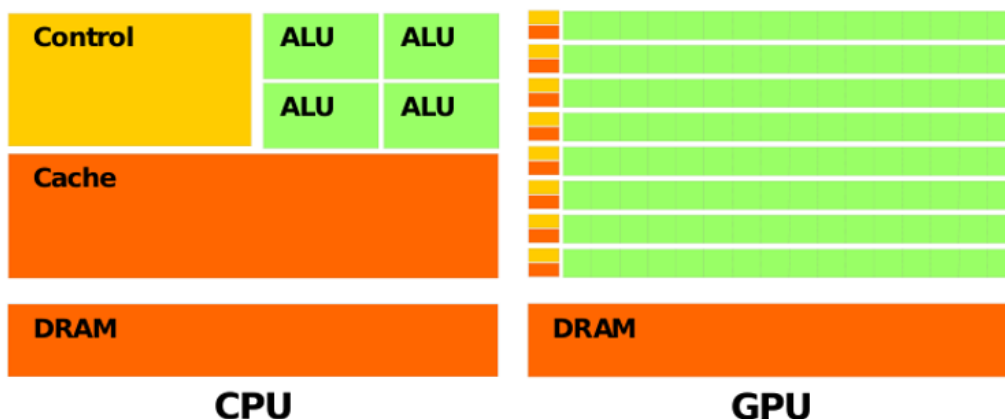 Control
ALU ALU
ALU ALU
Cache
DRAM
DRAM
CPU
GPU